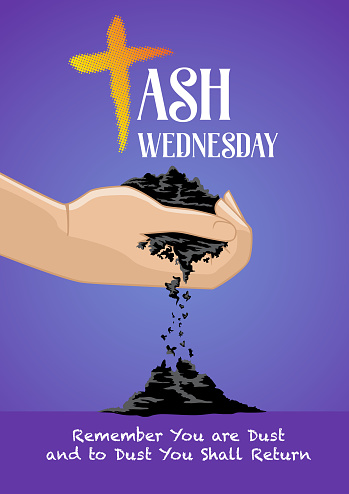 ASH
WEDNESDAY
Remember You are Dust
and to Dust You Shall Return